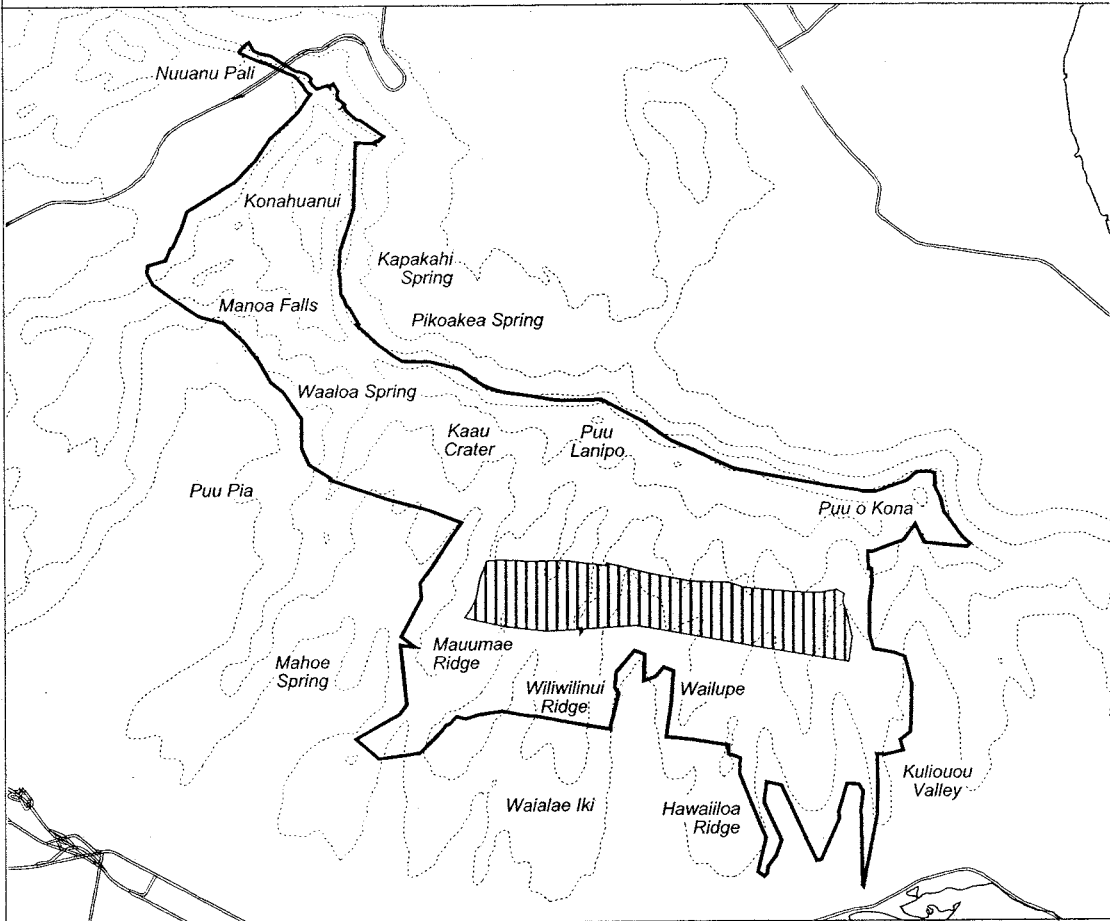 Nuuanu Pali
Konahuanui
Kapakahi
Spring
Manoa Falls
Pikoakea Spring
Waaloa Spring
Kaau
Crater
Puu
Lanipo
Puu Pia
Puu o Kona
Mauumae
Ridge
Mahoe
Spring
Wiliwilinui
Ridge
Wailupe
Kuliouou
Valley
Waialae Iki
Hawaiiloa
Ridge